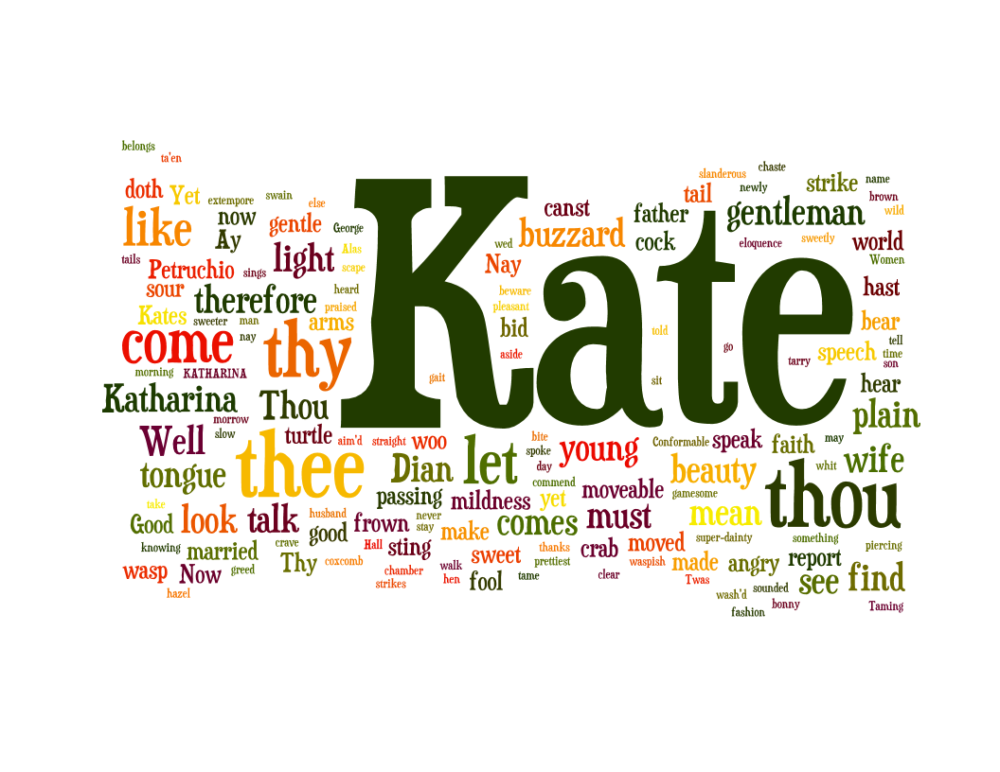 belongs
ta'en
doth
Yet
extempore
swain
else
like
now
Ay
gentle
George
Alas
scape
tails
Petruchio
sings
light
sour
therefore
heard
praised
Kates
sweeter
man
arms
come
nay
thy
morning
KATHARINA
Katharina
Thou
morrow
Kate
canst
wed
buzzard
Nay
beware
pleasant
bid
aside
gait
father
cock
tail
slanderous
chaste
newly
gentleman
strike
name
brown
wild
eloquence
sweetly
world
Women
hast
told
go
sit
tarry
speech
bear
tell
time
son
hear
plain
Well
slow
turtle
aim'd
straight
woo
tongue
thee
Dian
let
bite
spoke
day
young
Conformable
speak
faith
may
commend
moveable
beauty
gamesome
whit
wife
thou
take
Good
look
talk
husband
good
frown
passing
never
stay
mildness
yet
make
comes
must
mean
knowing
married
crave
Thy
coxcomb
Hall
sting
sweet
thanks
prettiest
crab
moved
super-dainty
something
piercing
wasp
Now
greed
chamber
strikes
walk
hen
fool
tame
clear
waspish
made
Twas
angry
report
see
find
hazel
wash'd
sounded
bonny
fashion
Taming